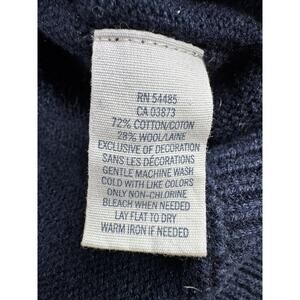 RN 54485
CA 03873
72% COTTON/COTON
28% WOOL/LAINE
EXCLUSIVE OF DECORATION
SANS LES DÉCORATIONS
GENTLE MACHINE WASH
COLD WITH LIKE COLORS
ONLY NON-CHLORINE
BLEACH WHEN NEEDED
LAY FLAT TO DRY
WARM IRON IF NEEDED